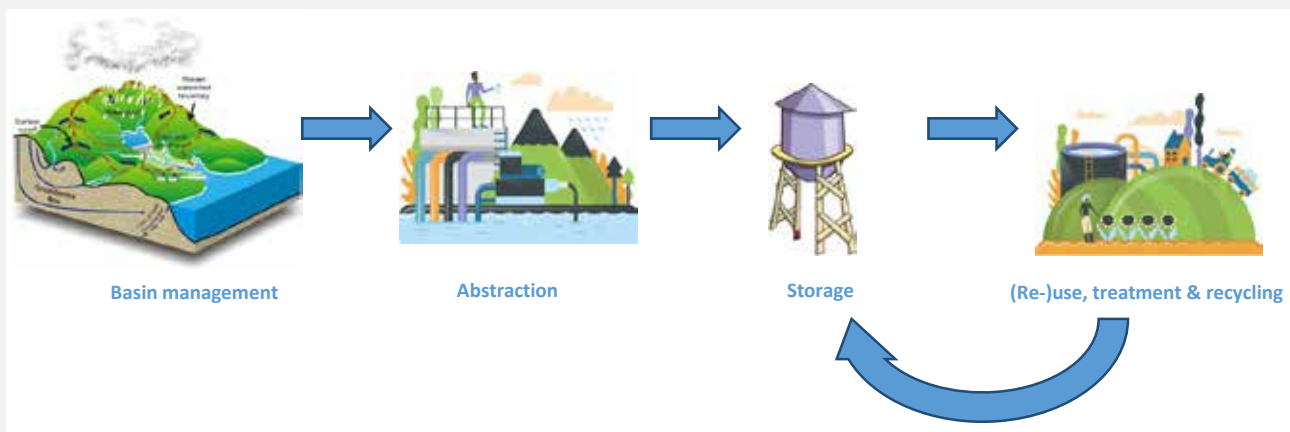 Basin management
Abstraction
Storage
(Re-)use, treatment & recycling